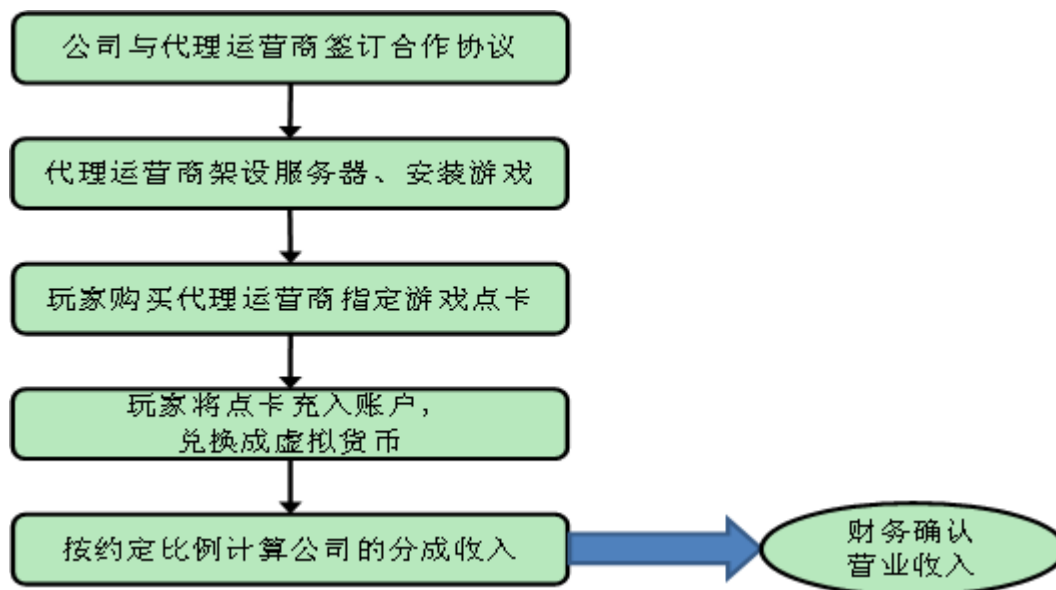 公司与代理运营商签订合作协议
代理运营商架设服务器、安装游戏
玩家购买代理运营商指定游戏点卡
玩家将点卡充入账户，
兑换成虚拟货币
按约定比例计算公司的分成收入
财务确认
营业收入